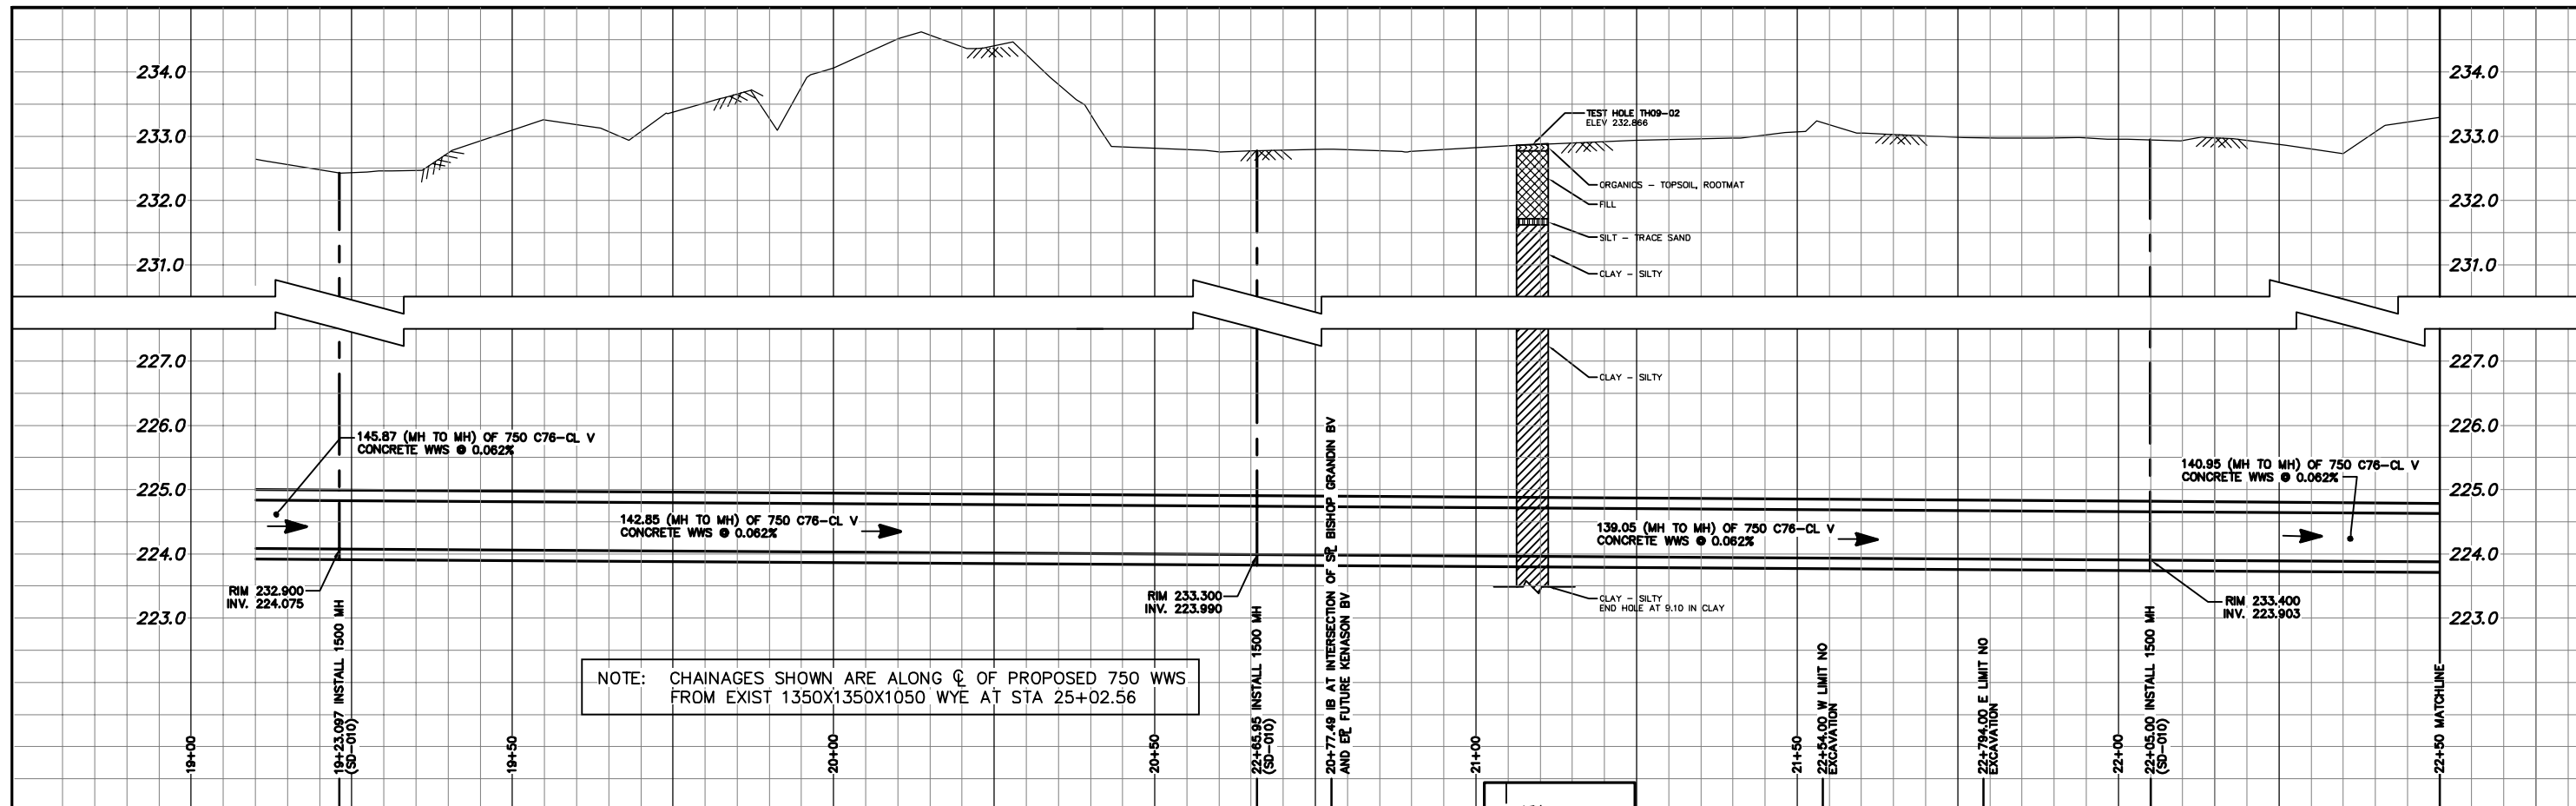 234.0
233.0
232.0
231.0
227.0
226.0
225.0
224.0
223.0
234.0
233.0
232.0
231.0
227.0
226.0
225.0
224.0
223.0
TEST HOLE TH09-02
ELEV 232.866
ORGANICS - TOPSOIL, ROOTMAT
FILL
SILT - TRACE SAND
CLAY - SILTY
CLAY - SILTY
CLAY - SILTY
END HOLE AT 9.10 IN CLAY
145.87 (MH TO MH) OF 750 C76-CL V
CONCRETE WWS @ 0.062%
142.85 (MH TO MH) OF 750 C76-CL V
CONCRETE WWS @ 0.062%
139.05 (MH TO MH) OF 750 C76-CL V
CONCRETE WWS @ 0.062%
140.95 (MH TO MH) OF 750 C76-CL V
CONCRETE WWS @ 0.062%
RIM 232.900
INV. 224.075
RIM 233.300
INV. 223.990
RIM 233.400
INV. 223.903
NOTE: CHAINAGES SHOWN ARE ALONG ℄ OF PROPOSED 750 WWS
FROM EXIST 1350X1350X1050 WYE AT STA 25+02.56
19+00
19+23.097 INSTALL 1500 MH
(SD-010)
19+50
20+00
20+50
22+65.95 INSTALL 1500 MH
(SD-010)
20+77.49 IB AT INTERSECTION OF SPL BISHOP GRANDIN BV
AND EPL FUTURE KENASON BV
21+00
21+50
22+54.00 W LIMIT NO
EXCAVATION
22+794.00 E LIMIT NO
EXCAVATION
22+00
22+05.00 INSTALL 1500 MH
(SD-010)
22+50 MATCHLINE